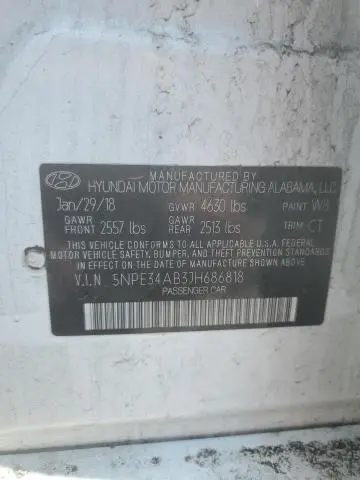 MANUFACTURED BY
HYUNDAI MOTOR MANUFACTURING ALABAMA, LLC
Jan/29/18 GVWR 4630 lbs PAINT W8
GAWR FRONT 2557 lbs GAWR REAR 2513 lbs TRIM CT
THIS VEHICLE CONFORMS TO ALL APPLICABLE U.S. FEDERAL
MOTOR VEHICLE SAFETY, BUMPER, AND THEFT PREVENTION STANDARDS
IN EFFECT ON THE DATE OF MANUFACTURE SHOWN ABOVE.
V.I.N 5NPE34AB3JH686818
PASSENGER CAR